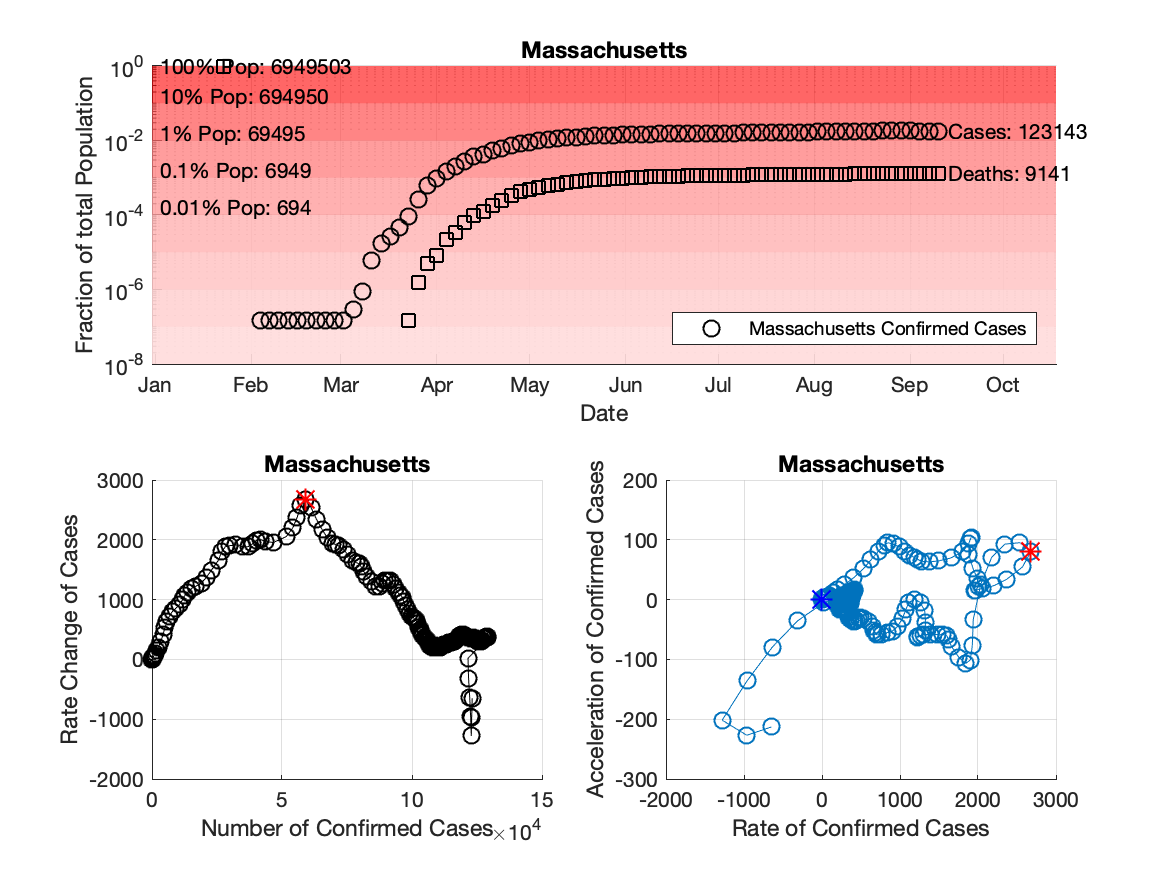 Massachusetts
10^0
10^-2
10^-4
10^-6
10^-8
Fraction of total Population
100% Pop: 6949503
10% Pop: 694950
1% Pop: 69495
0.1% Pop: 6949
0.01% Pop: 694
Cases: 123143
Deaths: 9141
Massachusetts Confirmed Cases
Jan Feb Mar Apr May Jun Jul Aug Sep Oct
Date
Massachusetts
3000
2000
1000
0
-1000
-2000
Rate Change of Cases
0 5 10 15
Number of Confirmed Cases ×10^4
Massachusetts
200
100
0
-100
-200
-300
Acceleration of Confirmed Cases
-2000 -1000 0 1000 2000 3000
Rate of Confirmed Cases